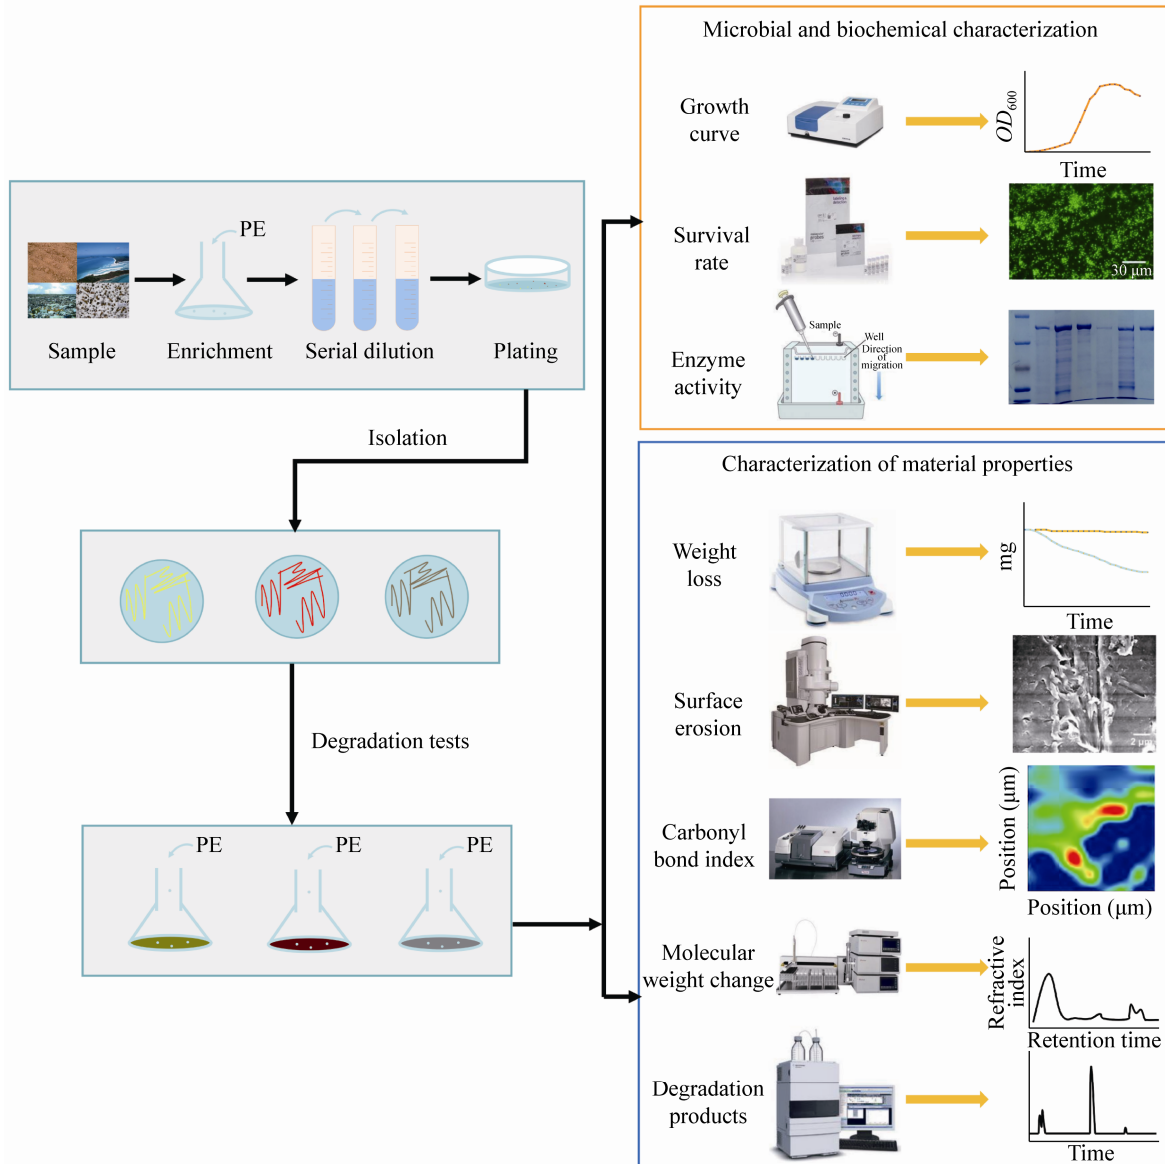 PE
Sample
Enrichment
Serial dilution
Plating
Isolation
Degradation tests
PE
PE
PE
Microbial and biochemical characterization
Growth
curve
OD600
Time
Survival
rate
30 μm
Enzyme
activity
Sample
Well
Direction
of
migration
Characterization of material properties
Weight
loss
mg
Time
Surface
erosion
2 μm
Carbonyl
bond index
Position (μm)
Position (μm)
Molecular
weight change
Refractive
index
Retention time
Degradation
products
Time